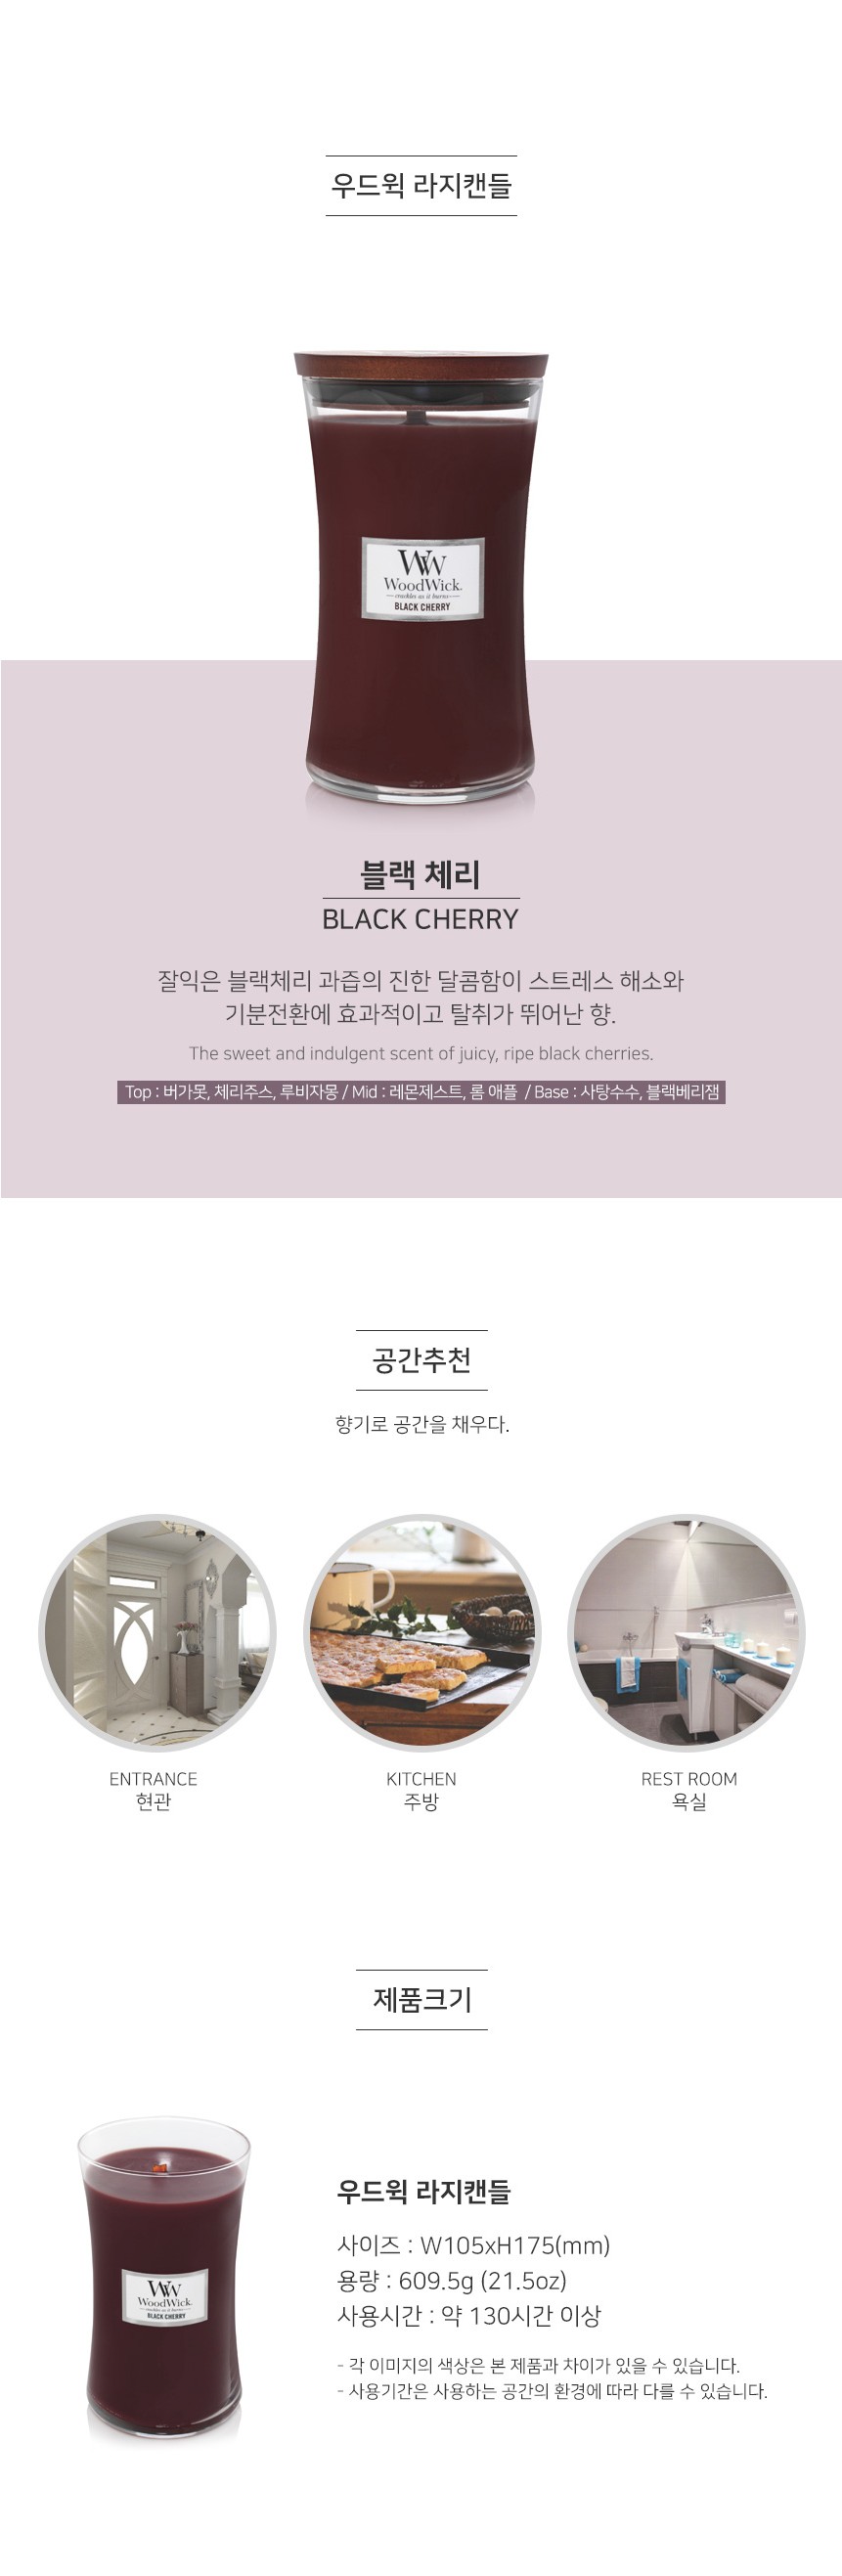 우드윅 라지캔들
WW
WoodWick.
crackles as it burns
BLACK CHERRY
블랙 체리
BLACK CHERRY
잘익은 블랙체리 과즙의 진한 달콤함이 스트레스 해소와
기분전환에 효과적이고 탈취가 뛰어난 향.
The sweet and indulgent scent of juicy, ripe black cherries.
Top : 버가못, 체리주스, 루비자몽 / Mid : 레몬제스트, 롬 애플 / Base : 사탕수수, 블랙베리잼
공간추천
향기로 공간을 채우다.
ENTRANCE
현관
KITCHEN
주방
REST ROOM
욕실
제품크기
WW
WoodWick.
crackles as it burns
BLACK CHERRY
우드윅 라지캔들
사이즈 : W105xH175(mm)
용량 : 609.5g (21.5oz)
사용시간 : 약 130시간 이상
- 각 이미지의 색상은 본 제품과 차이가 있을 수 있습니다.
- 사용기간은 사용하는 공간의 환경에 따라 다를 수 있습니다.